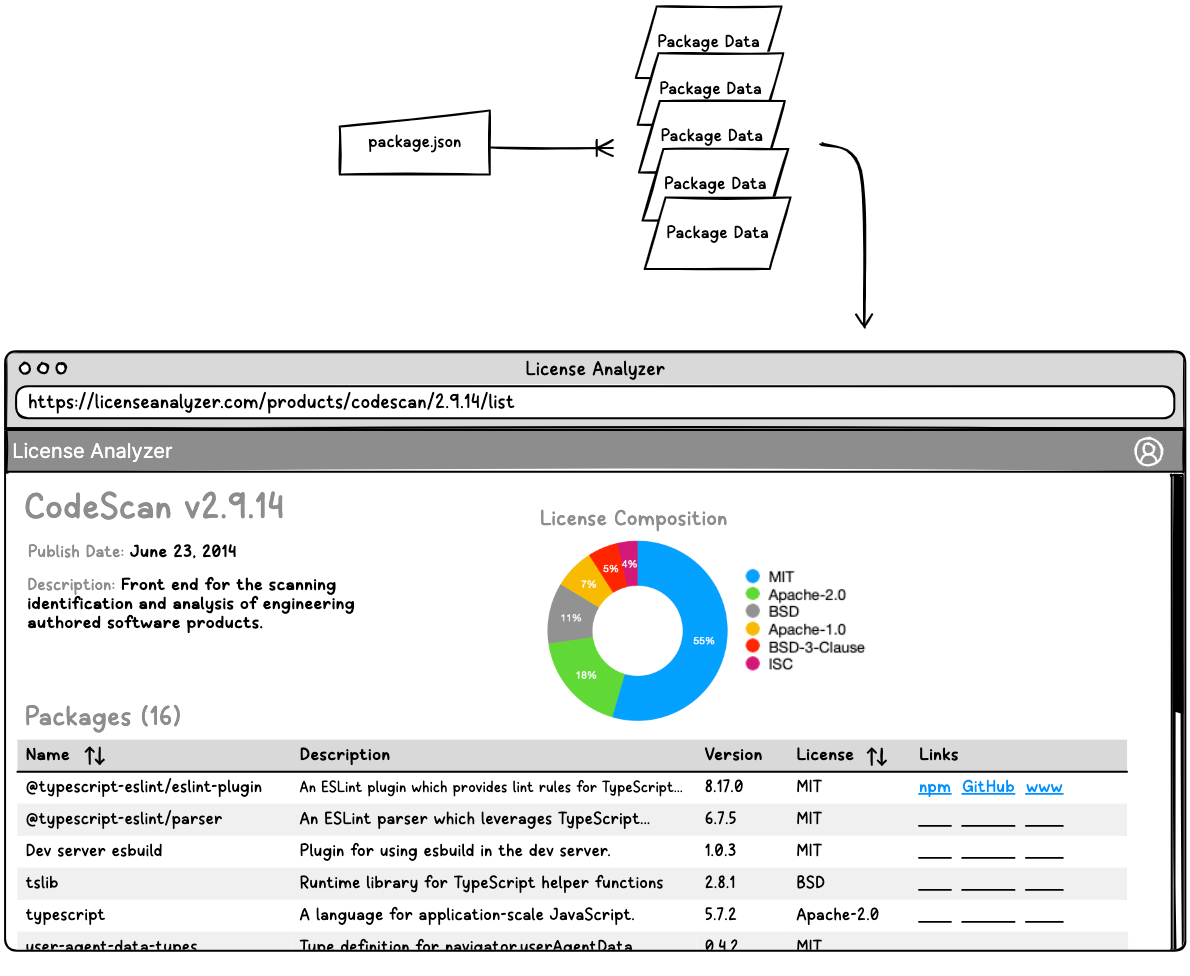 Package Data
Package Data
package.json
Package Data
Package Data
Package Data
License Analyzer
https://licenseanalyzer.com/products/codescan/2.9.14/list
License Analyzer
CodeScan v2.9.14
Publish Date: June 23, 2014
Description: Front end for the scanning
identification and analysis of engineering
authored software products.
License Composition
4%
5%
7%
11%
55%
18%
MIT
Apache-2.0
BSD
Apache-1.0
BSD-3-Clause
ISC
Packages (16)
Name Description Version License Links
@typescript-eslint/eslint-plugin An ESLint plugin which provides lint rules for TypeScript... 8.17.0 MIT npm GitHub www
@typescript-eslint/parser An ESLint parser which leverages TypeScript... 6.7.5 MIT
Dev server esbuild Plugin for using esbuild in the dev server. 1.0.3 MIT
tslib Runtime library for TypeScript helper functions 2.8.1 BSD
typescript A language for application-scale JavaScript. 5.7.2 Apache-2.0
user-agent-data-types Type definition for navigator.userAgentData 0.4.2 MIT